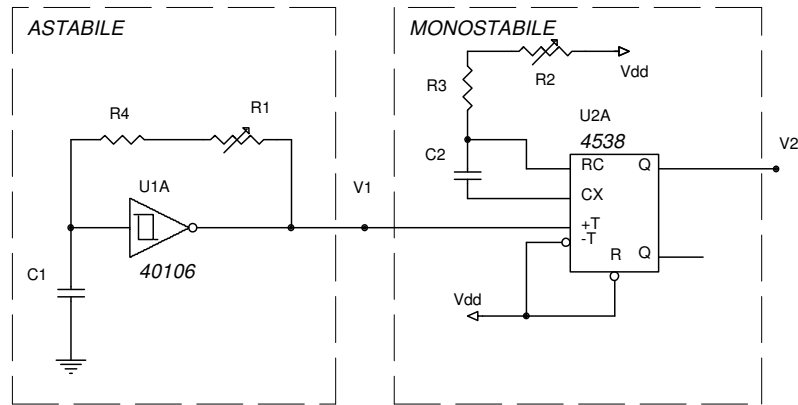 ASTABILE
MONOSTABILE
R3
R2
Vdd
R4
R1
U2A
4538
C2
V2
U1A
V1
RC
Q
CX
+T
-T
R
Q
40106
C1
Vdd